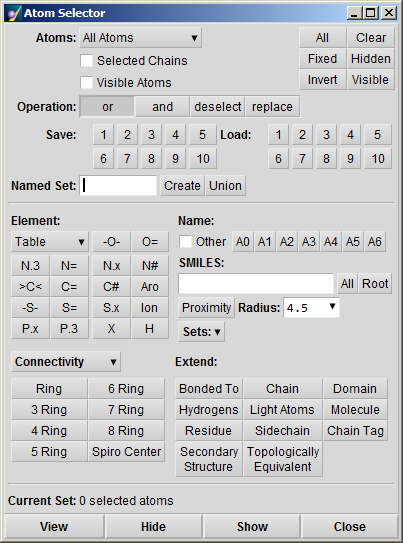 Atom Selector
Atoms: All Atoms All Clear
Selected Chains Fixed Hidden
Visible Atoms Invert Visible
Operation: or and deselect replace
Save: 1 2 3 4 5 Load: 1 2 3 4 5
6 7 8 9 10 6 7 8 9 10
Named Set: Create Union
Element: Name:
Table -O- O= Other A0 A1 A2 A3 A4 A5 A6
N.3 N= N.x N# SMILES:
>C< C= C# Aro All Root
-S- S= S.x Ion Proximity Radius: 4.5
P.x P.3 X H Sets:
Connectivity Extend:
Ring 6 Ring Bonded To Chain Domain
3 Ring 7 Ring Hydrogens Light Atoms Molecule
4 Ring 8 Ring Residue Sidechain Chain Tag
5 Ring Spiro Center Secondary Topologically
Structure Equivalent
Current Set: 0 selected atoms
View Hide Show Close